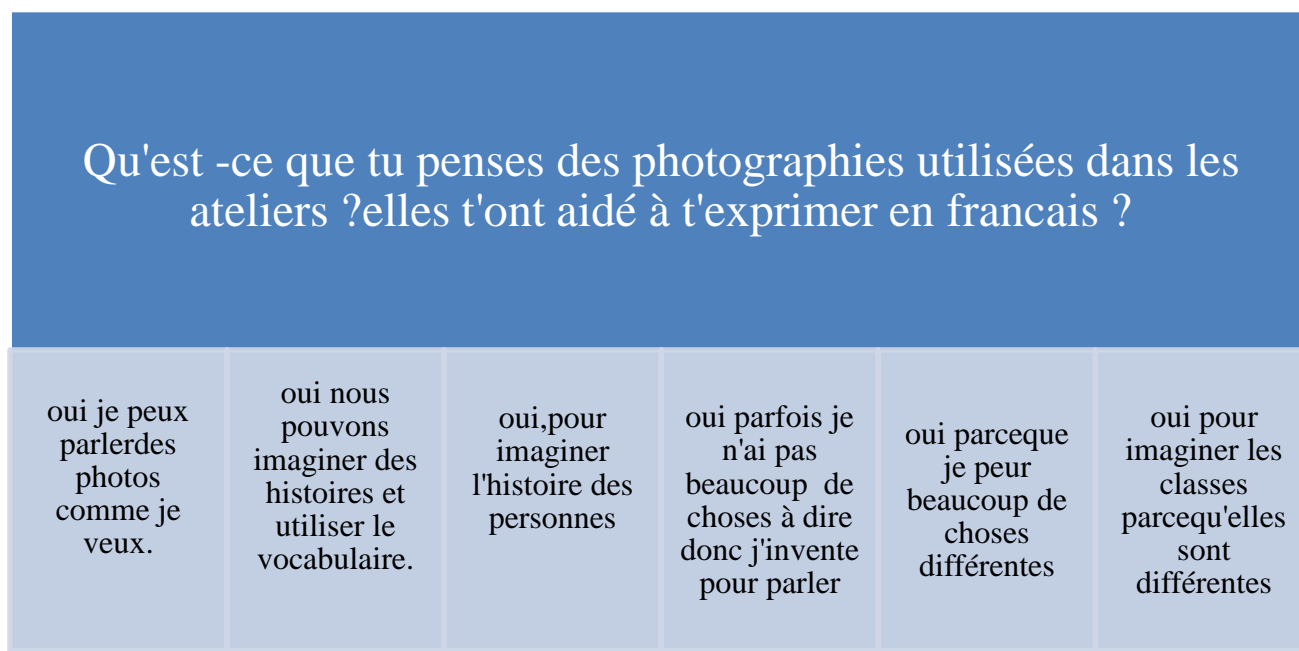 Qu'est -ce que tu penses des photographies utilisées dans les
ateliers ?elles t'ont aidé à t'exprimer en francais ?
oui je peux
parlerdes
photos
comme je
veux.
oui nous
pouvons
imaginer des
histoires et
utiliser le
vocabulaire.
oui,pour
imaginer
l'histoire des
personnes
oui parfois je
n'ai pas
beaucoup de
choses à dire
donc j'invente
pour parler
oui parceque
je peur
beaucoup de
choses
différentes
oui pour
imaginer les
classes
parcequ'elles
sont
différentes